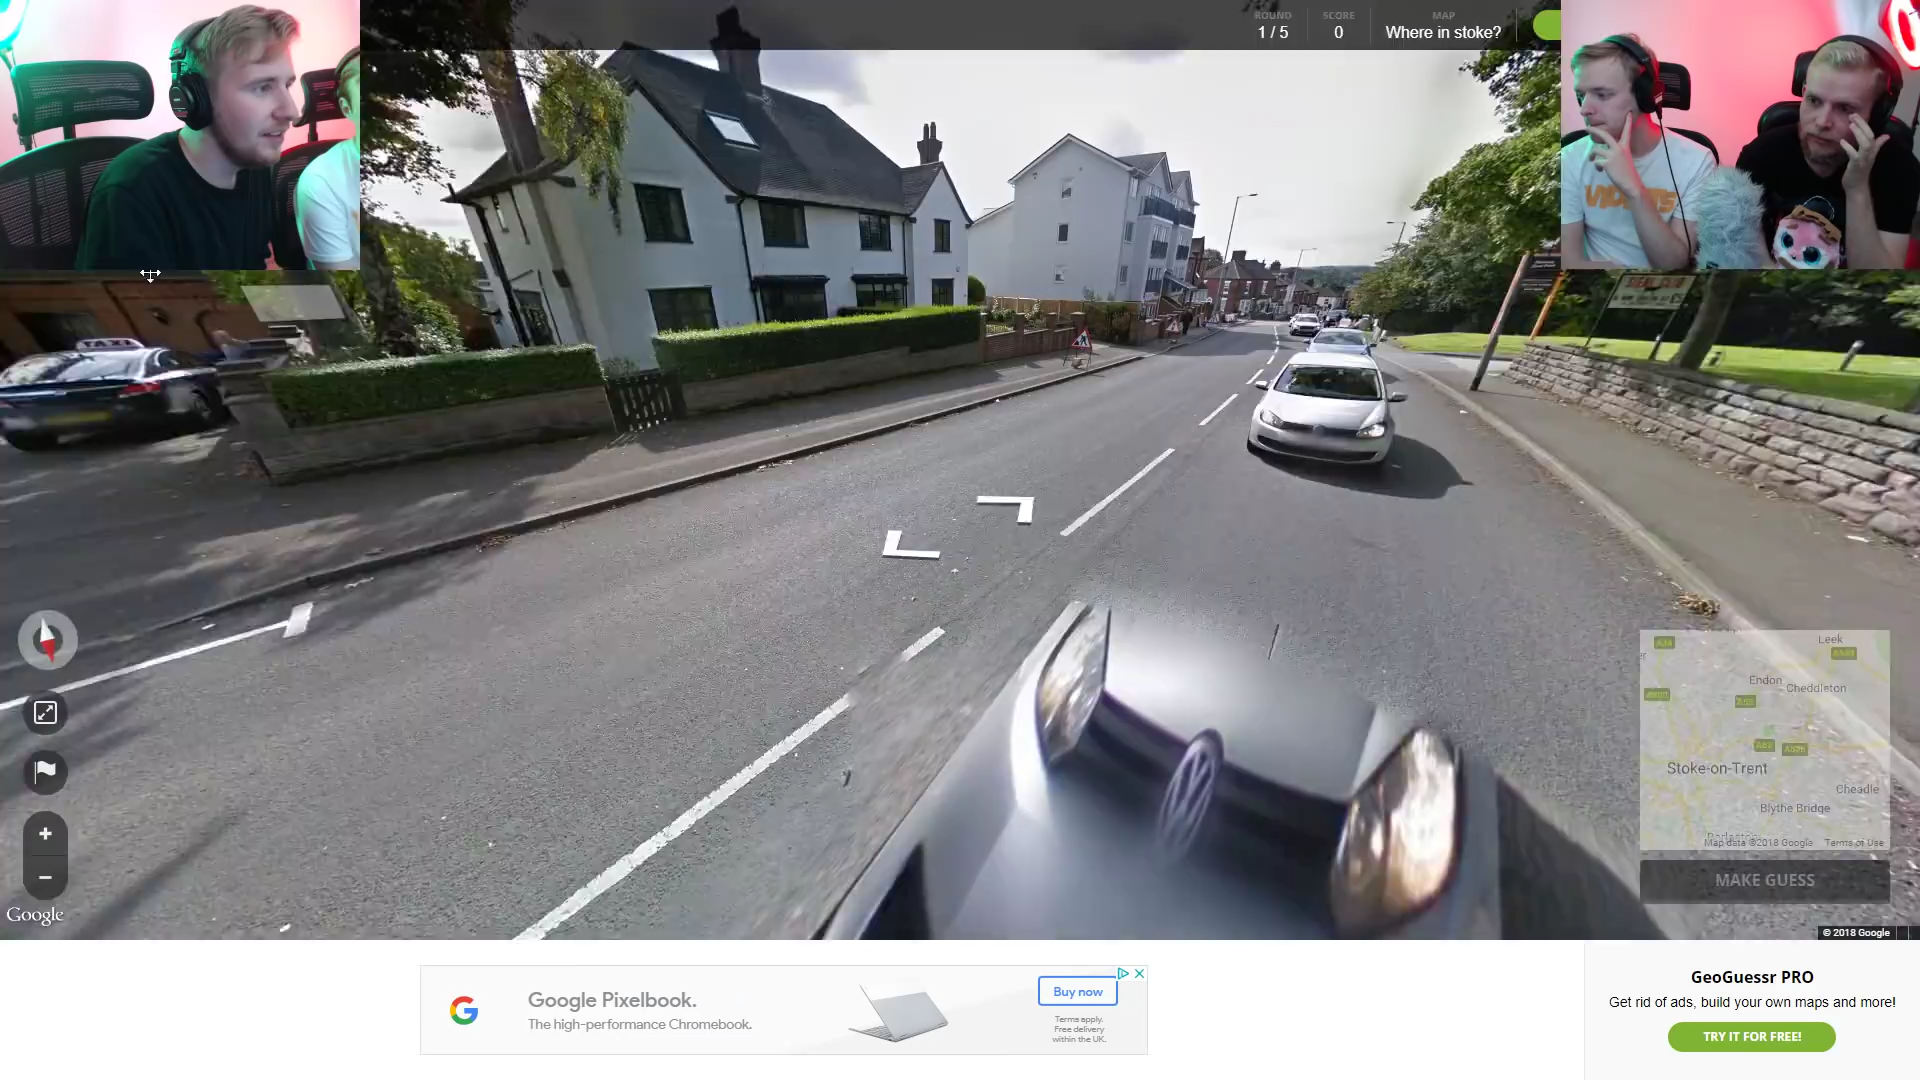 ROUND
1 / 5
SCORE
0
MAP
Where in stoke?
TAXI
Leek
Endon
Cheddleton
A53
A52
Stoke-on-Trent
Cheadle
Blythe Bridge
Map data ©2018 Google
Terms of Use
MAKE GUESS
Google
© 2018 Google
Google Pixelbook.
The high-performance Chromebook.
Buy now
Terms apply.
Free delivery
within the UK.
GeoGuessr PRO
Get rid of ads, build your own maps and more!
TRY IT FOR FREE!